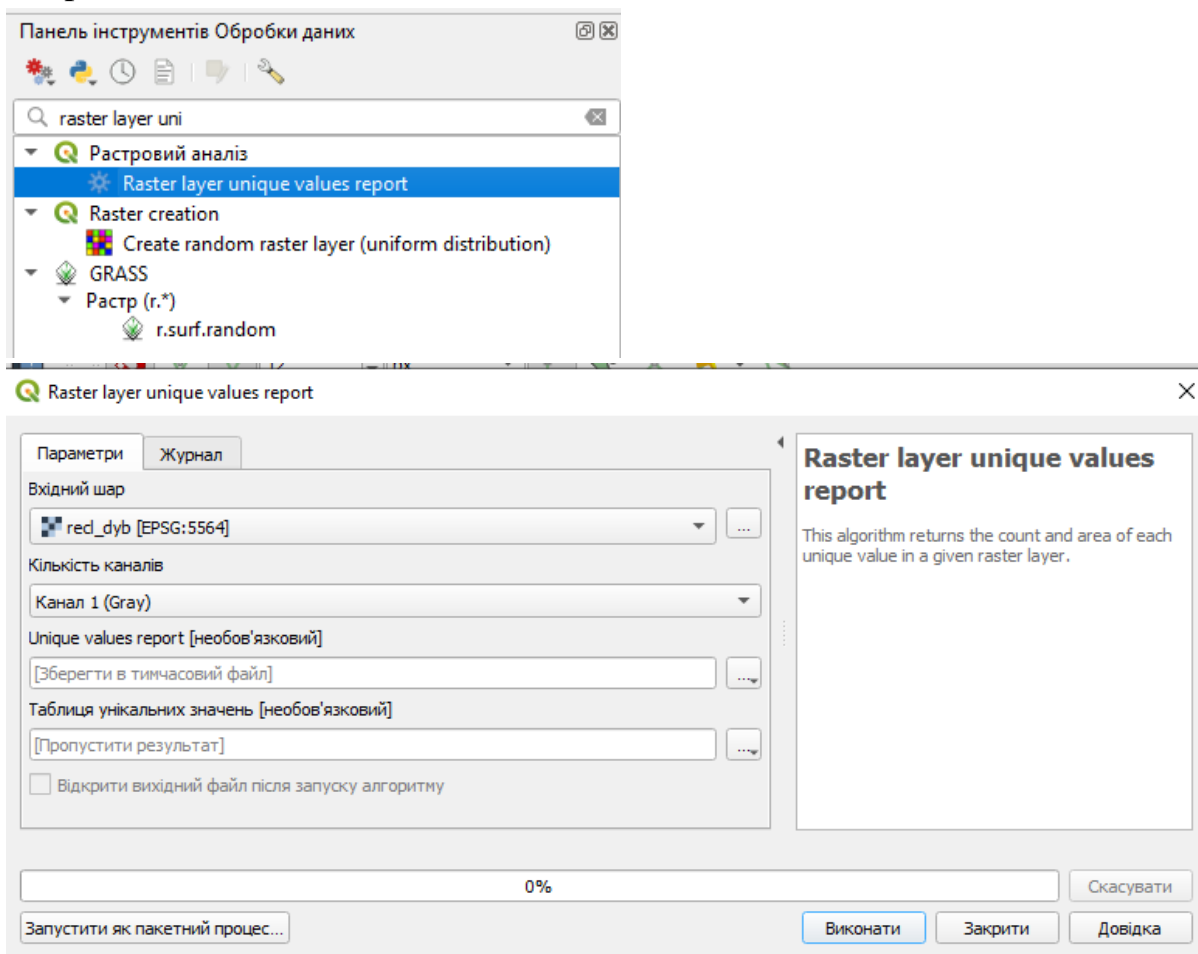 Панель інструментів Обробки даних
raster layer uni
Растровий аналіз
Raster layer unique values report
Raster creation
Create random raster layer (uniform distribution)
GRASS
Растр (r.*)
r.surf.random
Raster layer unique values report
Параметри Журнал
Вхідний шар
recl_dyb [EPSG:5564]
...
Кількість каналів
Канал 1 (Gray)
Unique values report [необов'язковий]
[Зберегти в тимчасовий файл]
...
Таблиця унікальних значень [необов'язковий]
[Пропустити результат]
...
Відкрити вихідний файл після запуску алгоритму
Raster layer unique values
report
This algorithm returns the count and area of each
unique value in a given raster layer.
0%
Скасувати
Запустити як пакетний процес...
Виконати
Закрити
Довідка